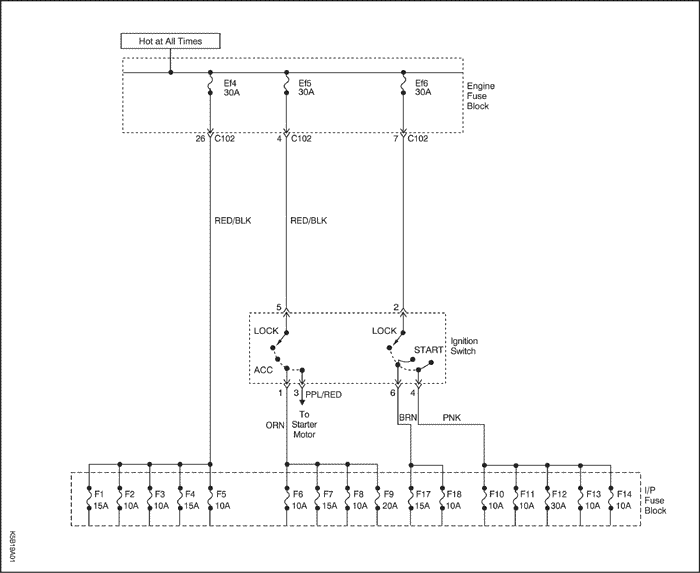 Hot at All Times
Ef4
30A
Ef5
30A
Ef6
30A
Engine
Fuse
Block
26 C102
4 C102
7 C102
RED/BLK
RED/BLK
5
2
LOCK
LOCK
START
Ignition
Switch
ACC
1
3
PPL/RED
6
4
To
Starter
Motor
ORN
BRN
PNK
F1
15A
F2
10A
F3
10A
F4
15A
F5
10A
F6
10A
F7
15A
F8
10A
F9
20A
F17
15A
F18
10A
F10
10A
F11
10A
F12
30A
F13
10A
F14
10A
I/P
Fuse
Block
K5B19A01